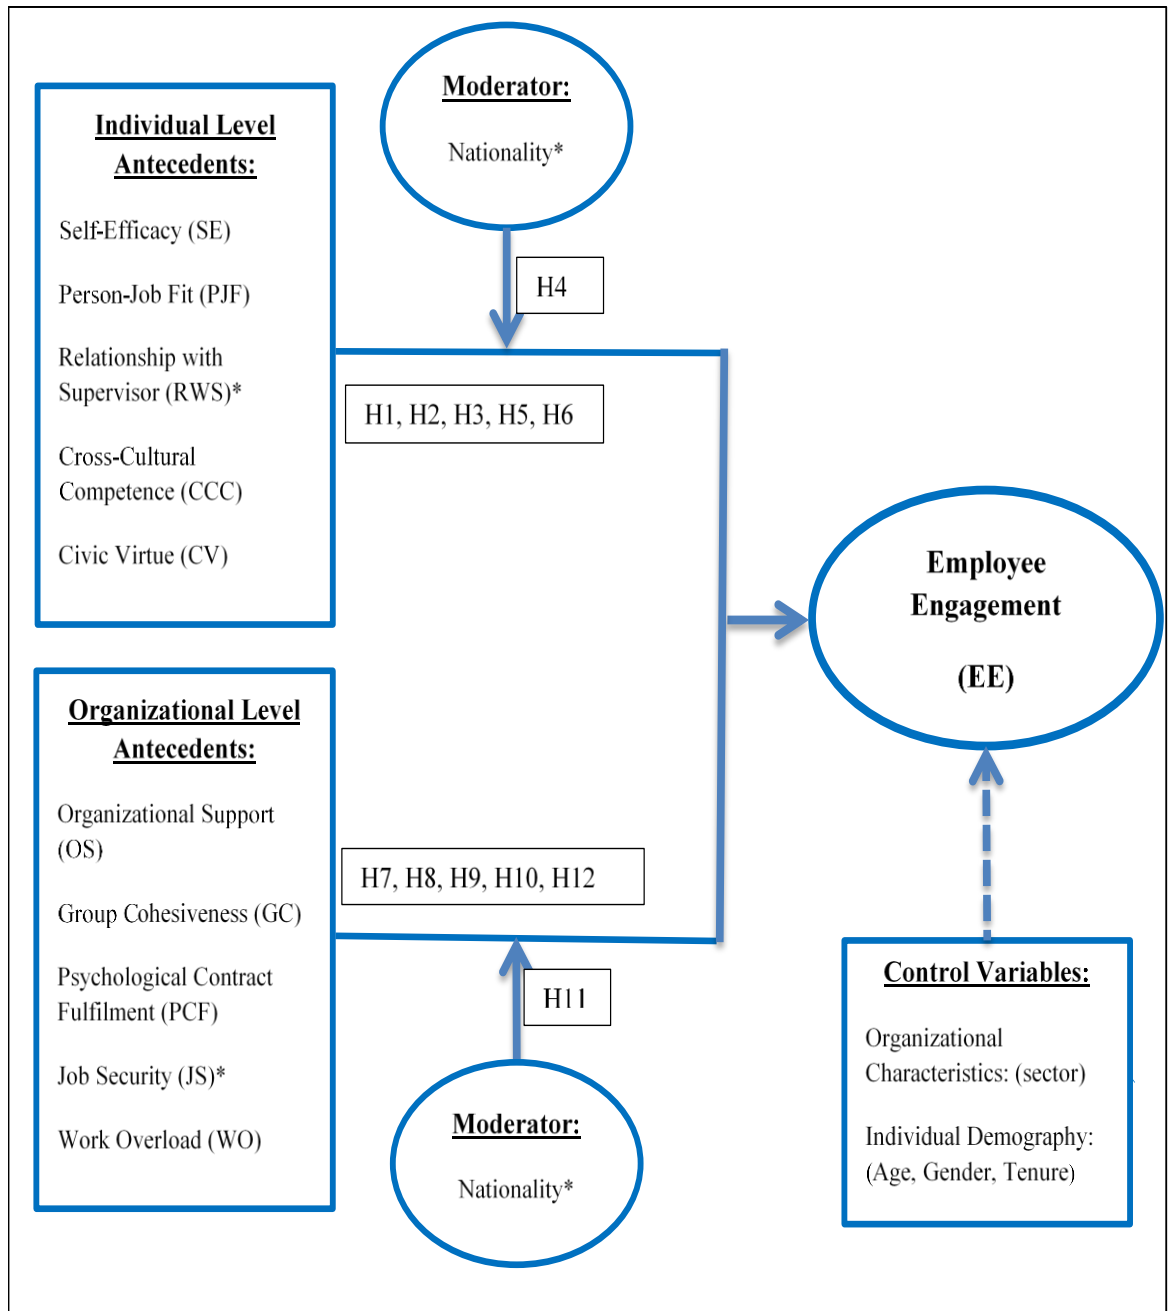 Moderator:
Nationality*
Individual Level
Antecedents:
Self-Efficacy (SE)
Person-Job Fit (PJF)
Relationship with
Supervisor (RWS)*
Cross-Cultural
Competence (CCC)
Civic Virtue (CV)
H4
H1, H2, H3, H5, H6
Employee
Engagement
(EE)
Organizational Level
Antecedents:
Organizational Support
(OS)
Group Cohesiveness (GC)
Psychological Contract
Fulfilment (PCF)
Job Security (JS)*
Work Overload (WO)
H7, H8, H9, H10, H12
H11
Moderator:
Nationality*
Control Variables:
Organizational
Characteristics: (sector)
Individual Demography:
(Age, Gender, Tenure)